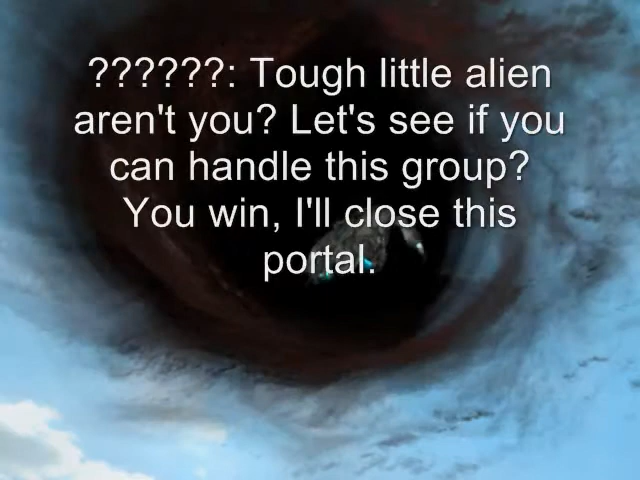 ??????: Tough little alien
aren't you? Let's see if you
can handle this group?
You win, I'll close this
portal.